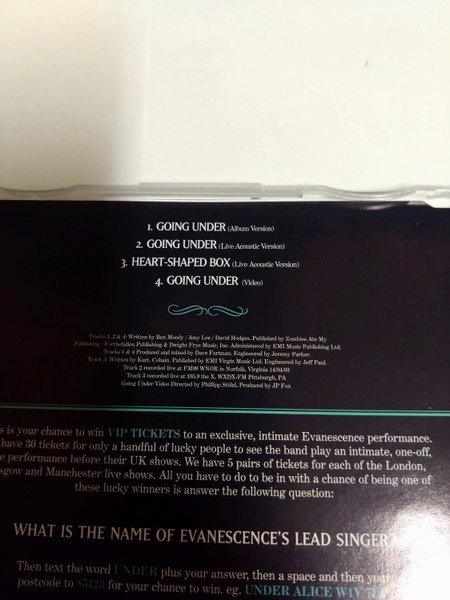 1. GOING UNDER (Album Version)
2. GOING UNDER (Live Acoustic Version)
3. HEART-SHAPED BOX (Live Acoustic Version)
4. GOING UNDER (Video)
Tracks 1, 2 & 4: Written by Ben Moody / Amy Lee / David Hodges. Published by Zombies Ate My
Publishing Forthefallen Publishing & Dwight Frye Music, Inc. Administered by EMI Music Publishing Ltd.
Tracks 1 & 4 Produced and mixed by Dave Fortman. Engineered by Jeremy Parker.
Track 3: Written by Kurt. Cobain. Published by EMI Virgin Music Ltd. Engineered by Jeff Paul.
Track 2 recorded live at FM99 WNOR in Norfolk, Virginia 14/04/03
Track 3 recorded live at 105.9 the X, WXDX-FM Pittsburgh, PA
Going Under Video Directed by Phillipp Stölzl, Produced by JP Fox
s is your chance to win VIP TICKETS to an exclusive, intimate Evanescence performance.
have 30 tickets for only a handful of lucky people to see the band play an intimate, one-off,
e performance before their UK shows. We have 5 pairs of tickets for each of the London,
sgow and Manchester live shows. All you have to do to be in with a chance of being one of
these lucky winners is answer the following question:
WHAT IS THE NAME OF EVANESCENCE'S LEAD SINGER
Then text the word UNDER plus your answer, then a space and then your
postcode to 85123 for your chance to win. eg. UNDER ALICE W1V